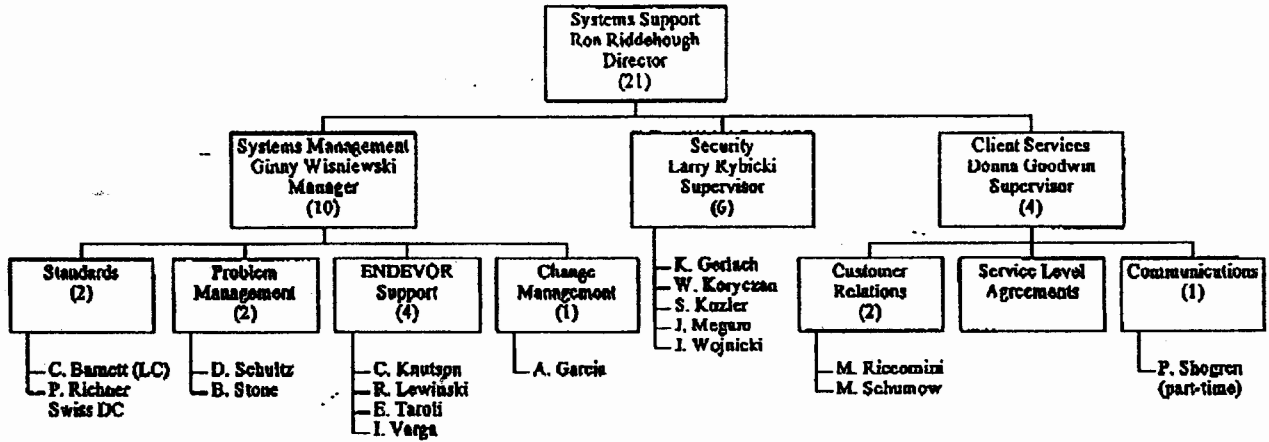 Systems Support
Ron Riddehough
Director
(21)
Systems Management
Ginny Wisniewski
Manager
(10)
Security
Larry Kybicki
Supervisor
(6)
Client Services
Donna Goodwin
Supervisor
(4)
Standards
(2)
Problem
Management
(2)
ENDEVOR
Support
(4)
Change
Management
(1)
K. Gerlach
W. Koryczan
S. Kozler
J. Meguro
J. Wojnicki
Customer
Relations
(2)
Service Level
Agreements
Communications
(1)
C. Barnett (LC)
P. Richner
Swiss DC
D. Schultz
B. Stone
C. Knutson
R. Lewinski
E. Taroli
I. Varga
A. Garcia
M. Riccomini
M. Schumow
P. Shogren
(part-time)